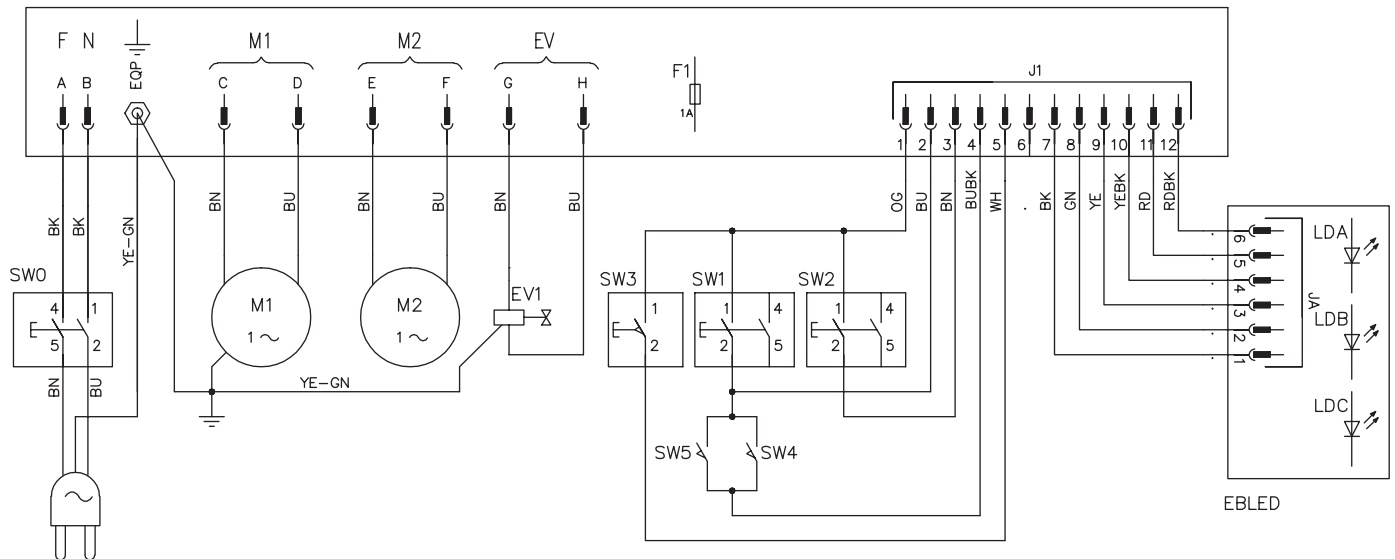 F N
M1
M2
EV
A B
EQP
C D
E F
G H
F1
1A
J1
1 2 3 4 5 6 7 8 9 10 11 12
BK
BK
YE-GN
BN
BU
BN
BU
BN
BU
OG
BU
BN
BUBK
WH
BK
GN
YE
YEBK
RD
RDBK
SW0
4 1
5 2
BN
BU
M1
1 ~
M2
1 ~
EV1
YE-GN
SW3
1
2
SW1
1 4
2 5
SW2
1 4
2 5
SW5
SW4
6
5
4
3
2
1
JA
LDA
LDB
LDC
EBLED